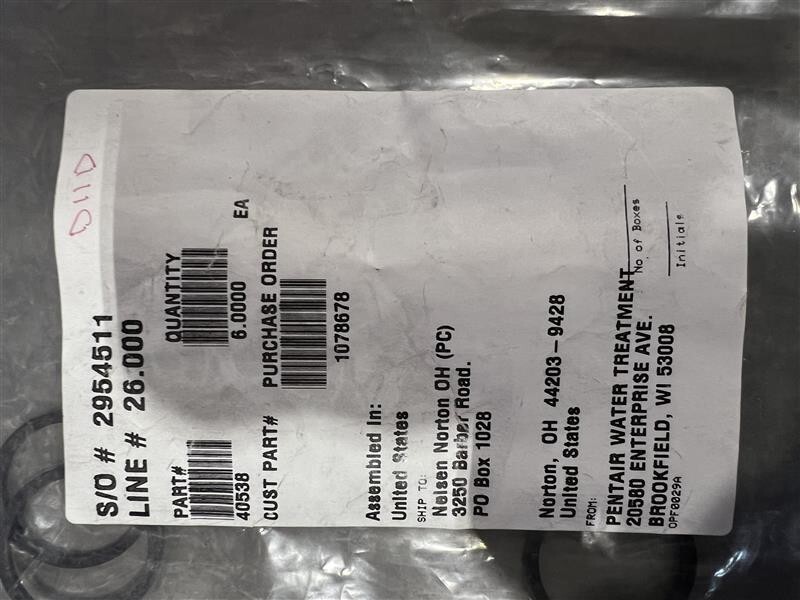 S/O # 2954511
LINE # 26.000
PART# QUANTITY
40538 6.0000 EA
CUST PART# PURCHASE ORDER
1078678
Assembled In:
United States
SHIP TO:
Nelsen Norton OH (PC)
3250 Barber Road.
PO Box 1028
Norton, OH 44203-9428
United States
FROM:
PENTAIR WATER TREATMENT
20580 ENTERPRISE AVE.
BROOKFIELD, WI 53008
OPF0029A
No of Boxes
Initials